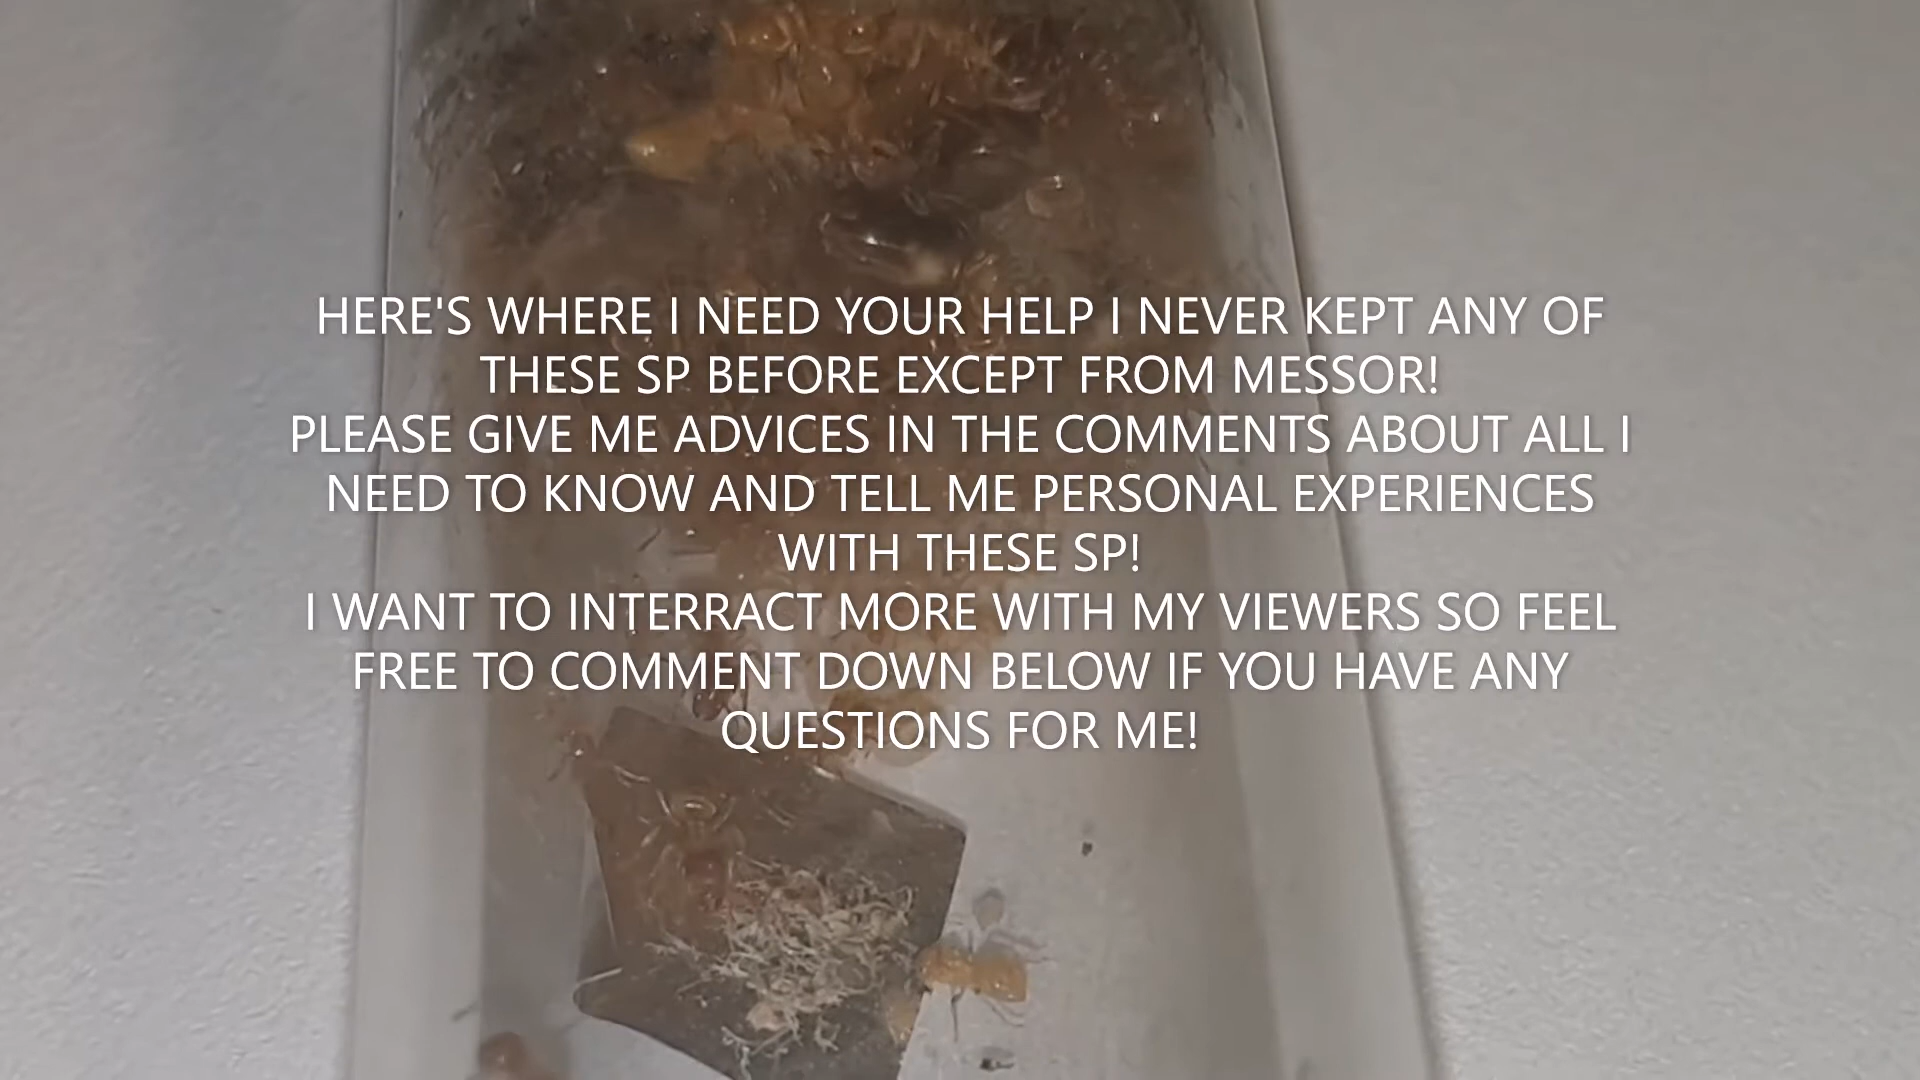 HERE'S WHERE I NEED YOUR HELP I NEVER KEPT ANY OF
THESE SP BEFORE EXCEPT FROM MESSOR!
PLEASE GIVE ME ADVICES IN THE COMMENTS ABOUT ALL I
NEED TO KNOW AND TELL ME PERSONAL EXPERIENCES
WITH THESE SP!
I WANT TO INTERRACT MORE WITH MY VIEWERS SO FEEL
FREE TO COMMENT DOWN BELOW IF YOU HAVE ANY
QUESTIONS FOR ME!